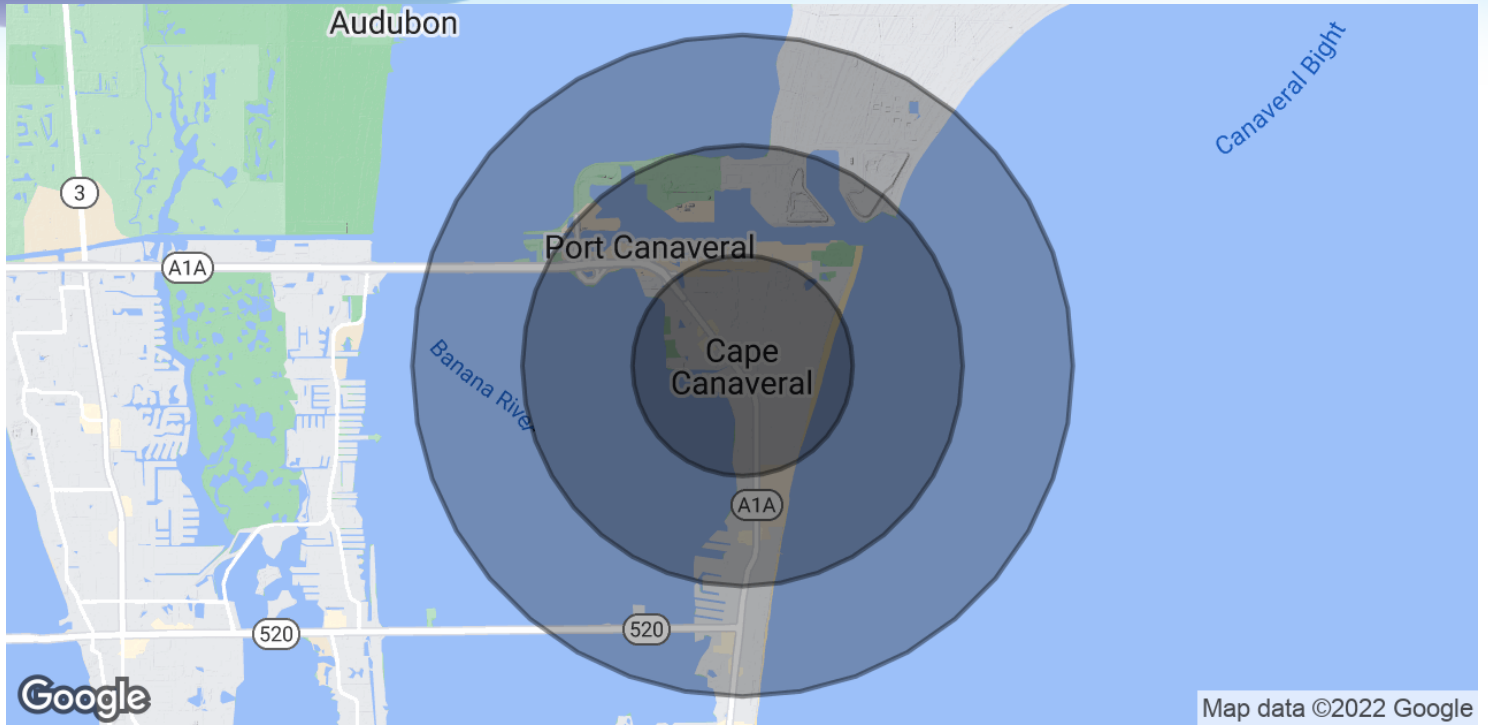 Audubon
Canaveral Bight
3
Port Canaveral
A1A
Cape
Canaveral
Banana River
A1A
520
520
Google
Map data ©2022 Google